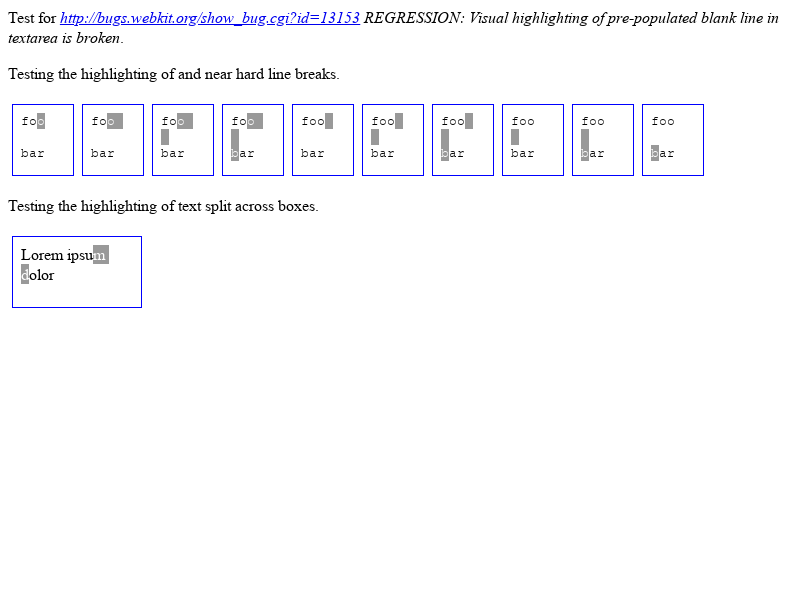 Test for http://bugs.webkit.org/show_bug.cgi?id=13153 REGRESSION: Visual highlighting of pre-populated blank line in
textarea is broken.
Testing the highlighting of and near hard line breaks.
foo foo foo foo foo foo foo foo foo foo
bar bar bar bar bar bar bar bar bar bar
Testing the highlighting of text split across boxes.
Lorem ipsum
dolor